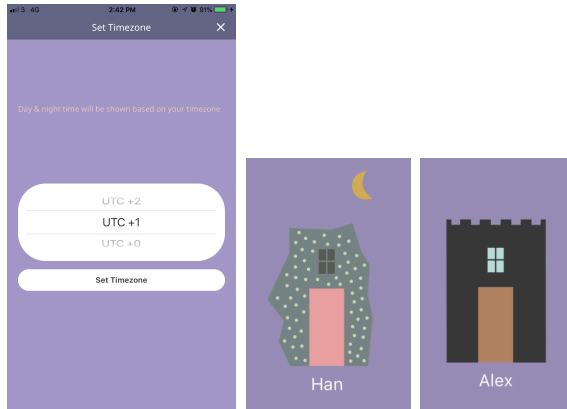 3 4G 2:42 PM 91%
Set Timezone
Day & night time will be shown based on your timezone
UTC +2
UTC +1
UTC +0
Set Timezone
Han
Alex